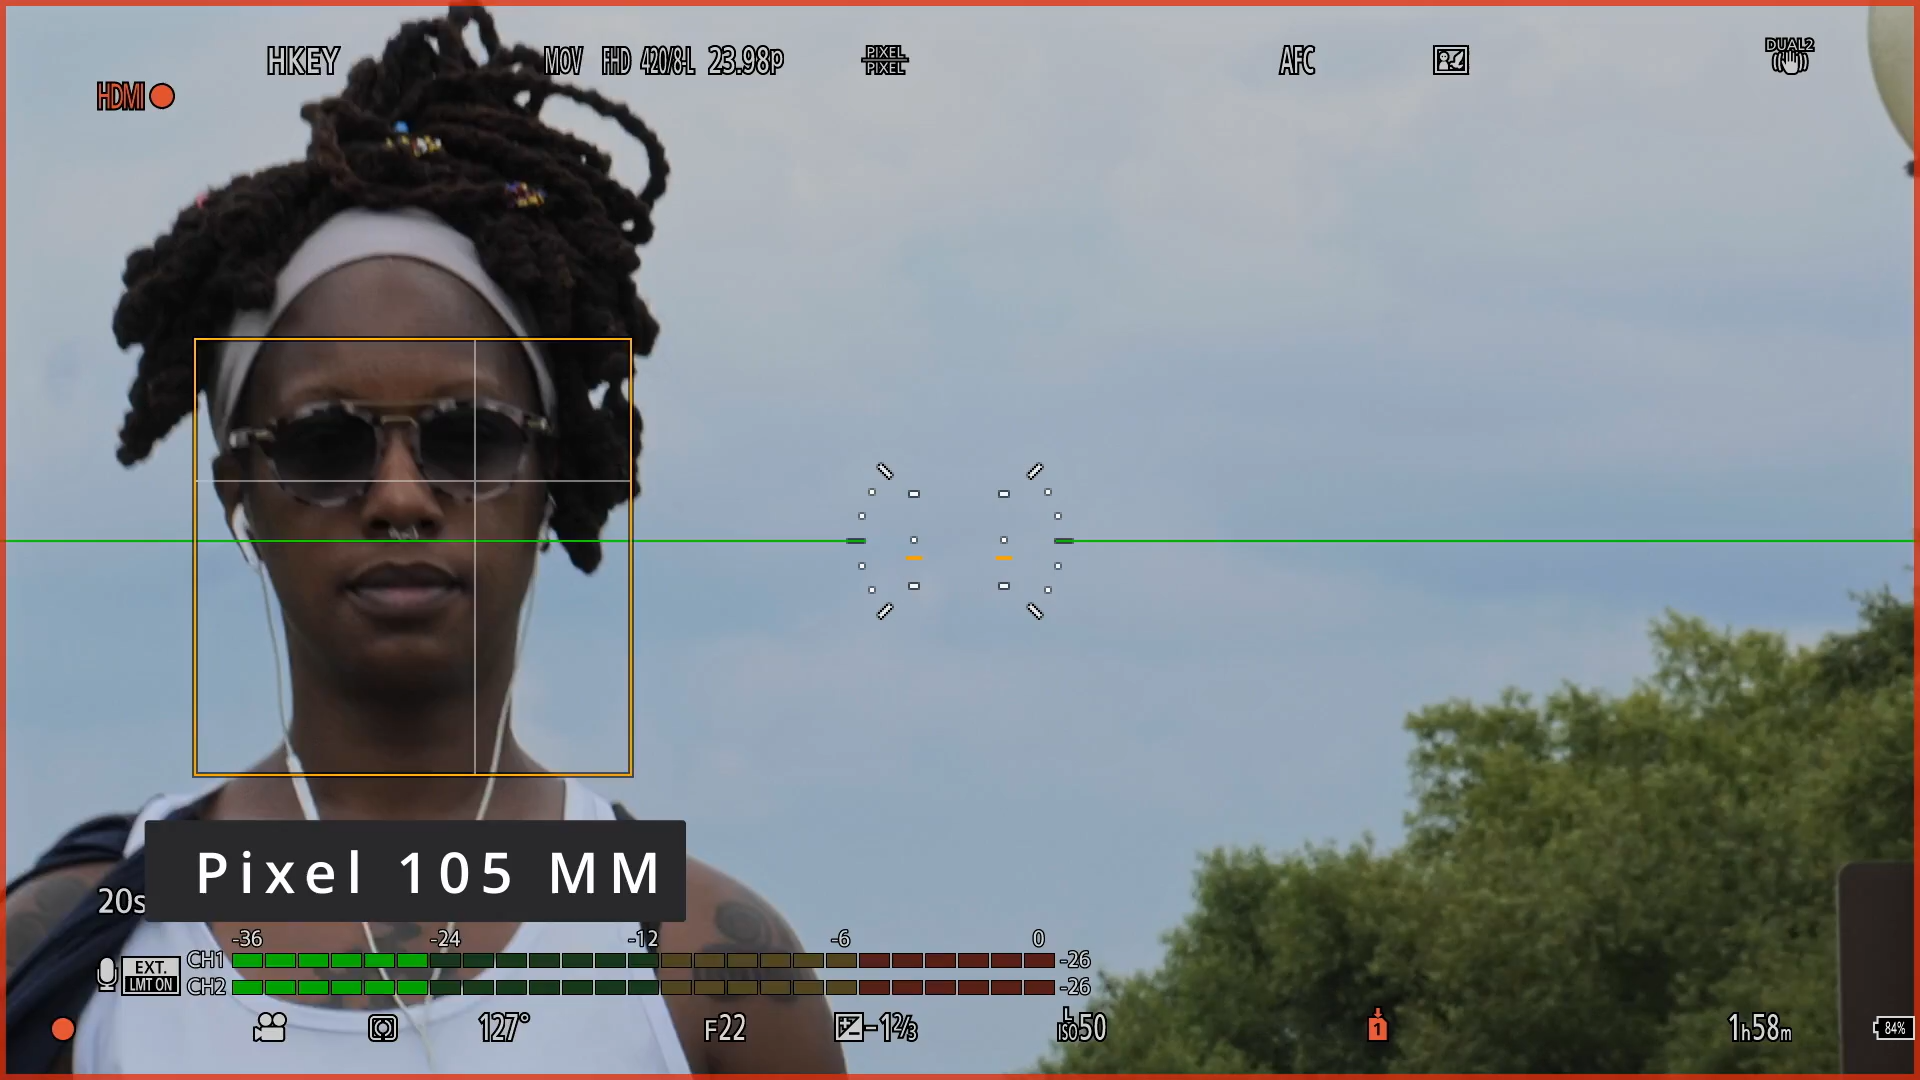 HKEY MOV FHD 420/8-L 23.98p PIXEL PIXEL AFC DUAL2
HDMI
Pixel 105 MM
20s
-36 -24 -12 -6 0
CH1 -26
EXT.
LMT ON
CH2 -26
127° F22 -1⅔ L ISO50 1 1h58m 84%